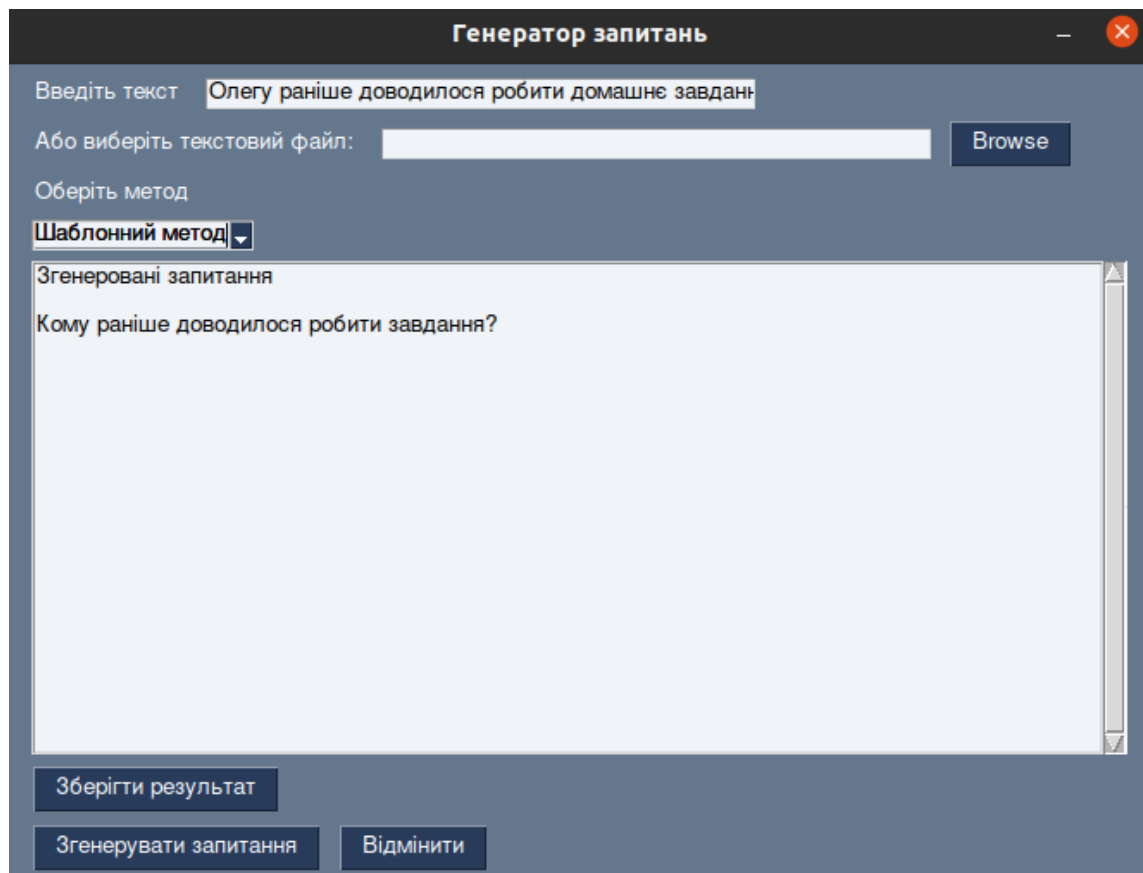 Генератор запитань
Введіть текст Олегу раніше доводилося робити домашнє
Або виберіть текстовий файл: Browse
Оберіть метод
Шаблонний метод
Згенеровані запитання
Кому раніше доводилося робити завдання?
Зберігти результат
Згенерувати запитання Відмінити